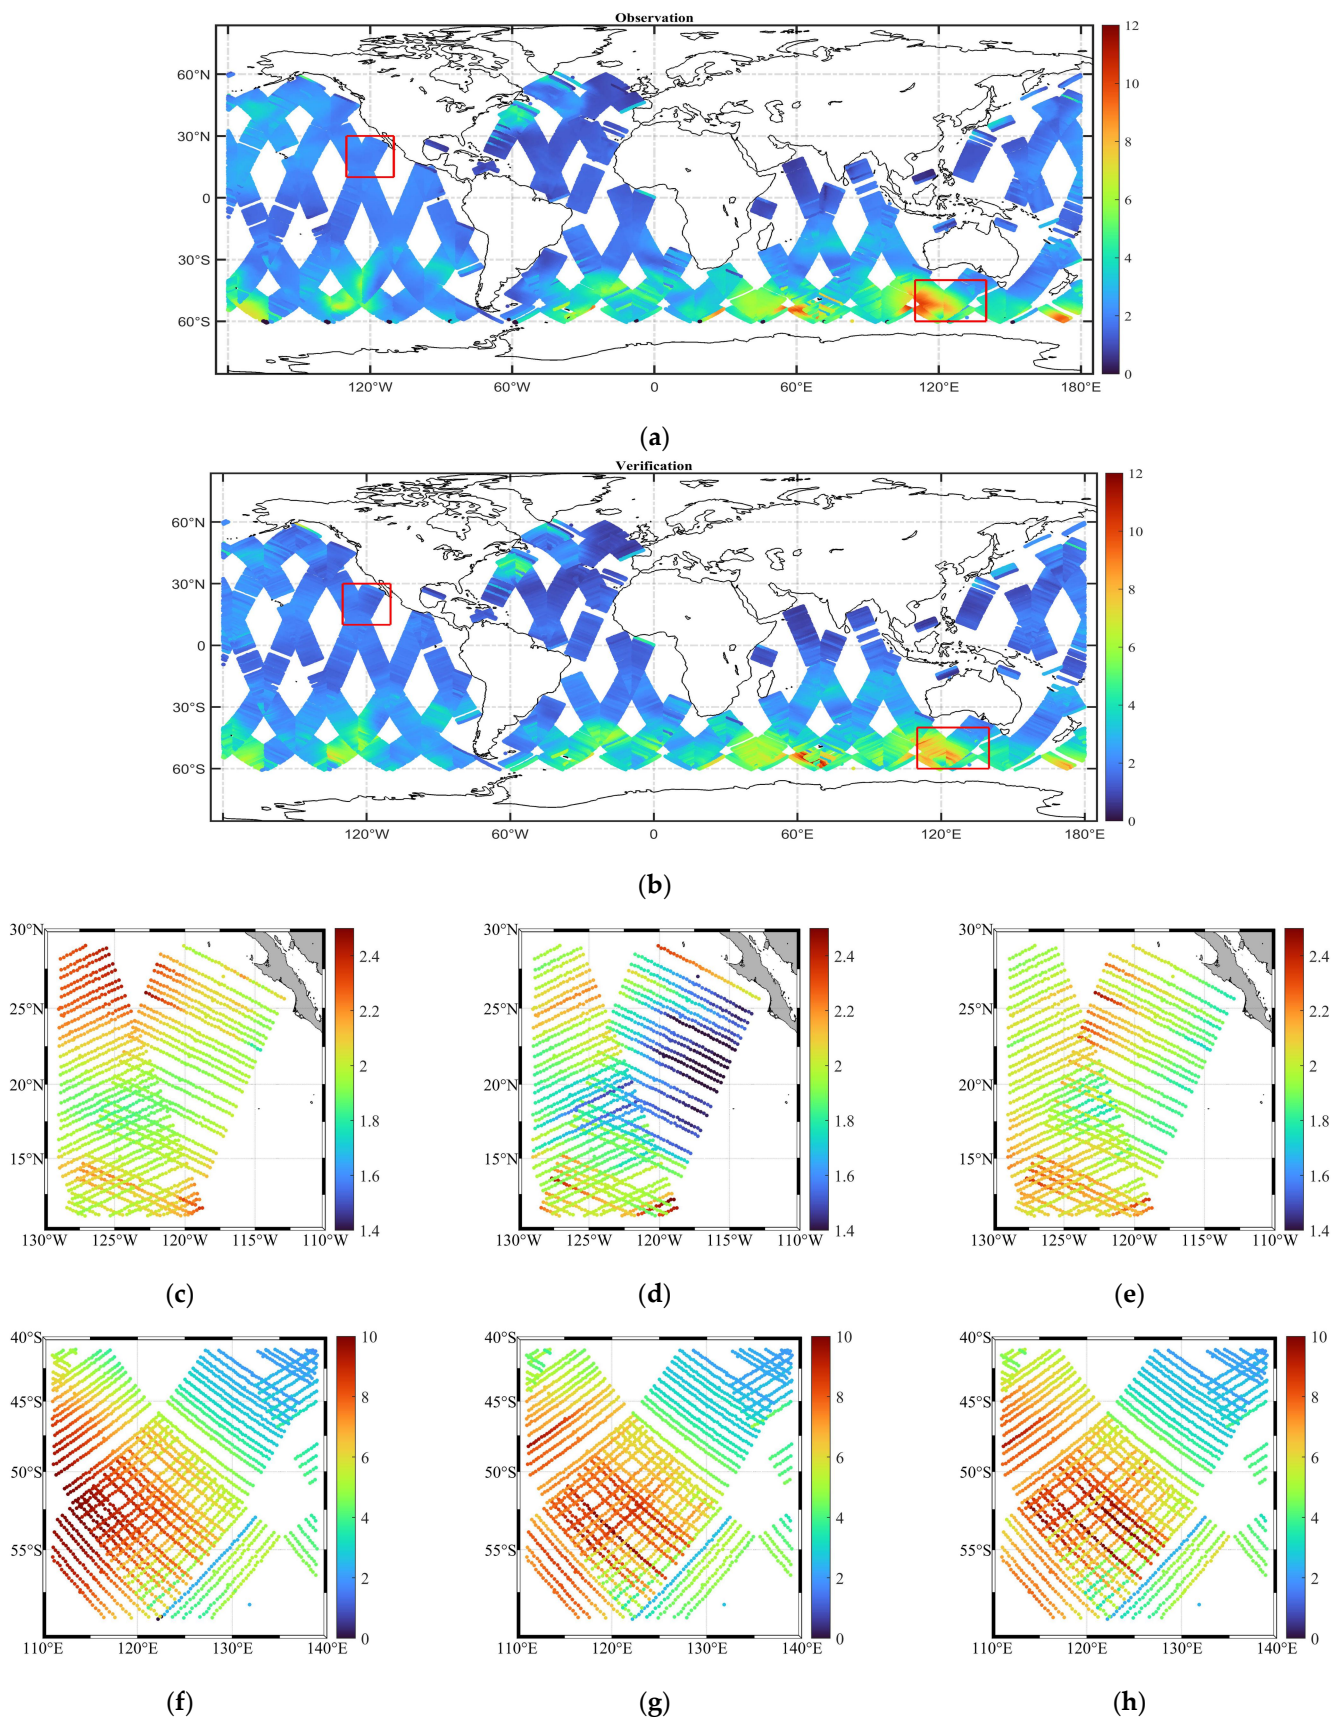 Observation
60°N
30°N
0
30°S
60°S
120°W 60°W 0 60°E 120°E 180°E
12
10
8
6
4
2
0
(a)
Verification
60°N
30°N
0
30°S
60°S
120°W 60°W 0 60°E 120°E 180°E
12
10
8
6
4
2
0
(b)
30°N
25°N
20°N
15°N
130°W 125°W 120°W 115°W 110°W
2.4
2.2
2
1.8
1.6
1.4
(c)
30°N
25°N
20°N
15°N
130°W 125°W 120°W 115°W 110°W
2.4
2.2
2
1.8
1.6
1.4
(d)
30°N
25°N
20°N
15°N
130°W 125°W 120°W 115°W 110°W
2.4
2.2
2
1.8
1.6
1.4
(e)
40°S
45°S
50°S
55°S
110°E 120°E 130°E 140°E
10
8
6
4
2
0
(f)
40°S
45°S
50°S
55°S
110°E 120°E 130°E 140°E
10
8
6
4
2
0
(g)
40°S
45°S
50°S
55°S
110°E 120°E 130°E 140°E
10
8
6
4
2
0
(h)